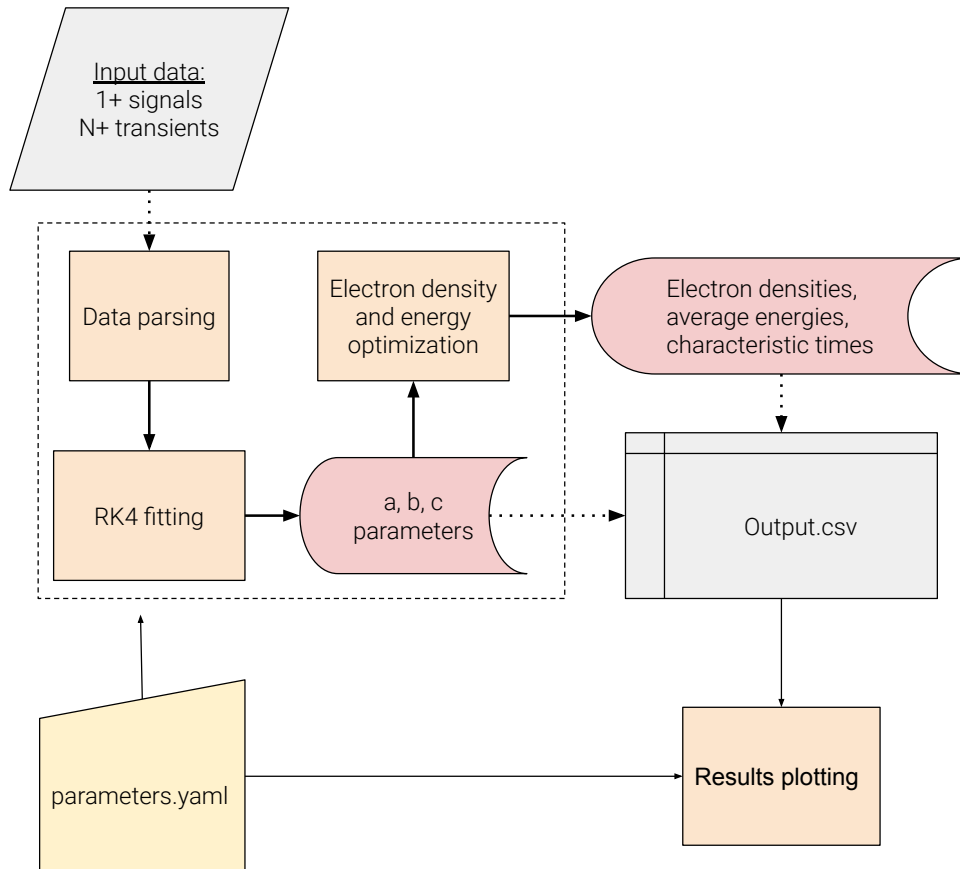 Input data:
1+ signals
N+ transients
Data parsing
Electron density
and energy
optimization
Electron densities,
average energies,
characteristic times
RK4 fitting
a, b, c
parameters
Output.csv
parameters.yaml
Results plotting